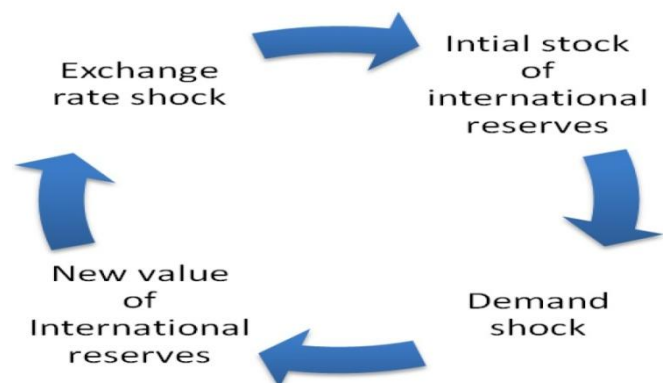 Exchange
rate shock
Intial stock
of
international
reserves
Demand
shock
New value
of
International
reserves